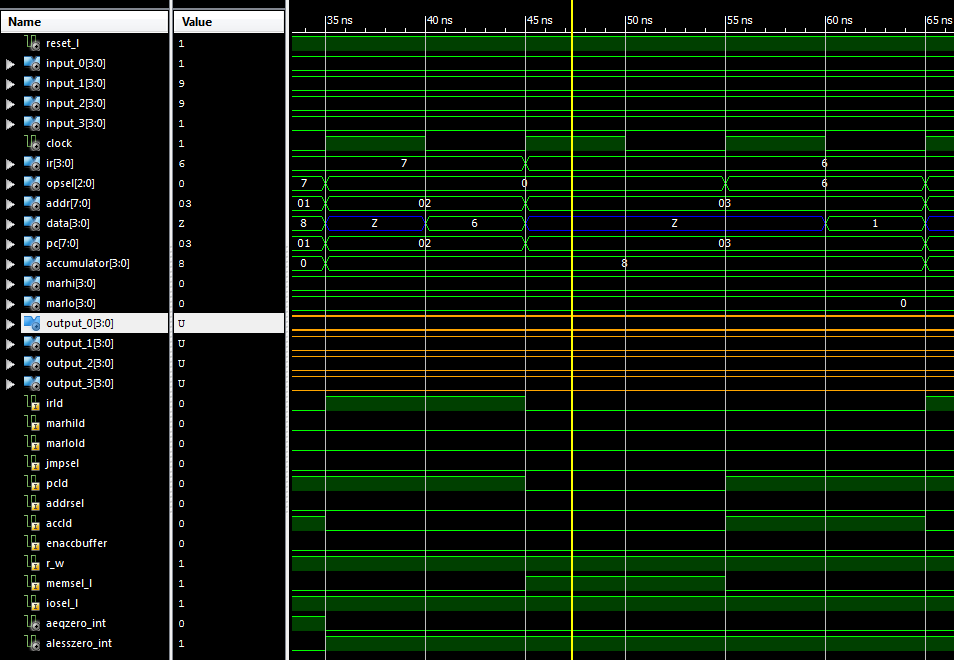 Name Value 35 ns 40 ns 45 ns 50 ns 55 ns 60 ns 65 ns
reset_l 1
input_0[3:0] 1
input_1[3:0] 9
input_2[3:0] 9
input_3[3:0] 1
clock 1
ir[3:0] 6 7 6
opsel[2:0] 0 7 0 6
addr[7:0] 03 01 02 03
data[3:0] Z 8 Z 6 Z 1
pc[7:0] 03 01 02 03
accumulator[3:0] 8 0 8
marhi[3:0] 0
marlo[3:0] 0 0
output_0[3:0] U
output_1[3:0] U
output_2[3:0] U
output_3[3:0] U
irld 0
marhild 0
marlold 0
jmpsel 0
pcld 0
addrsel 0
accld 0
enaccbuffer 0
r_w 1
memsel_l 1
iosel_l 1
aeqzero_int 0
alesszero_int 1